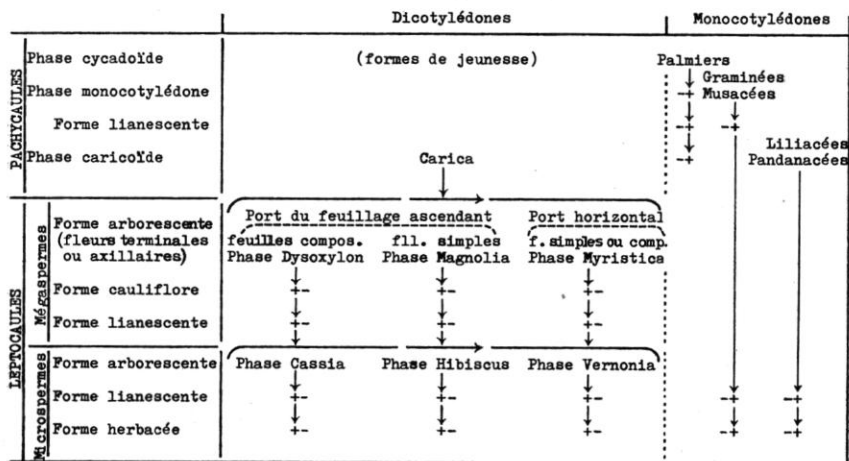 Dicotylédones Monocotylédones
PACHYCAULES
Phase cycadoïde (formes de jeunesse) Palmiers
Graminées
Phase monocotylédone -+ Musacées
Forme lianescente -+ -+
Liliacées
Phase caricoïde Carica -+ Pandanacées
LEPTOCAULES
Mégaspermes
Forme arborescente Port du feuillage ascendant Port horizontal
(fleurs terminales feuilles compos. fll. simples f. simples ou comp.
ou axillaires) Phase Dysoxylon Phase Magnolia Phase Myristica
Forme cauliflore +- +- +-
Forme lianescente +- +- +-
Microspermes
Forme arborescente Phase Cassia Phase Hibiscus Phase Vernonia
Forme lianescente +- +- +- -+ -+
Forme herbacée +- +- +- -+ -+